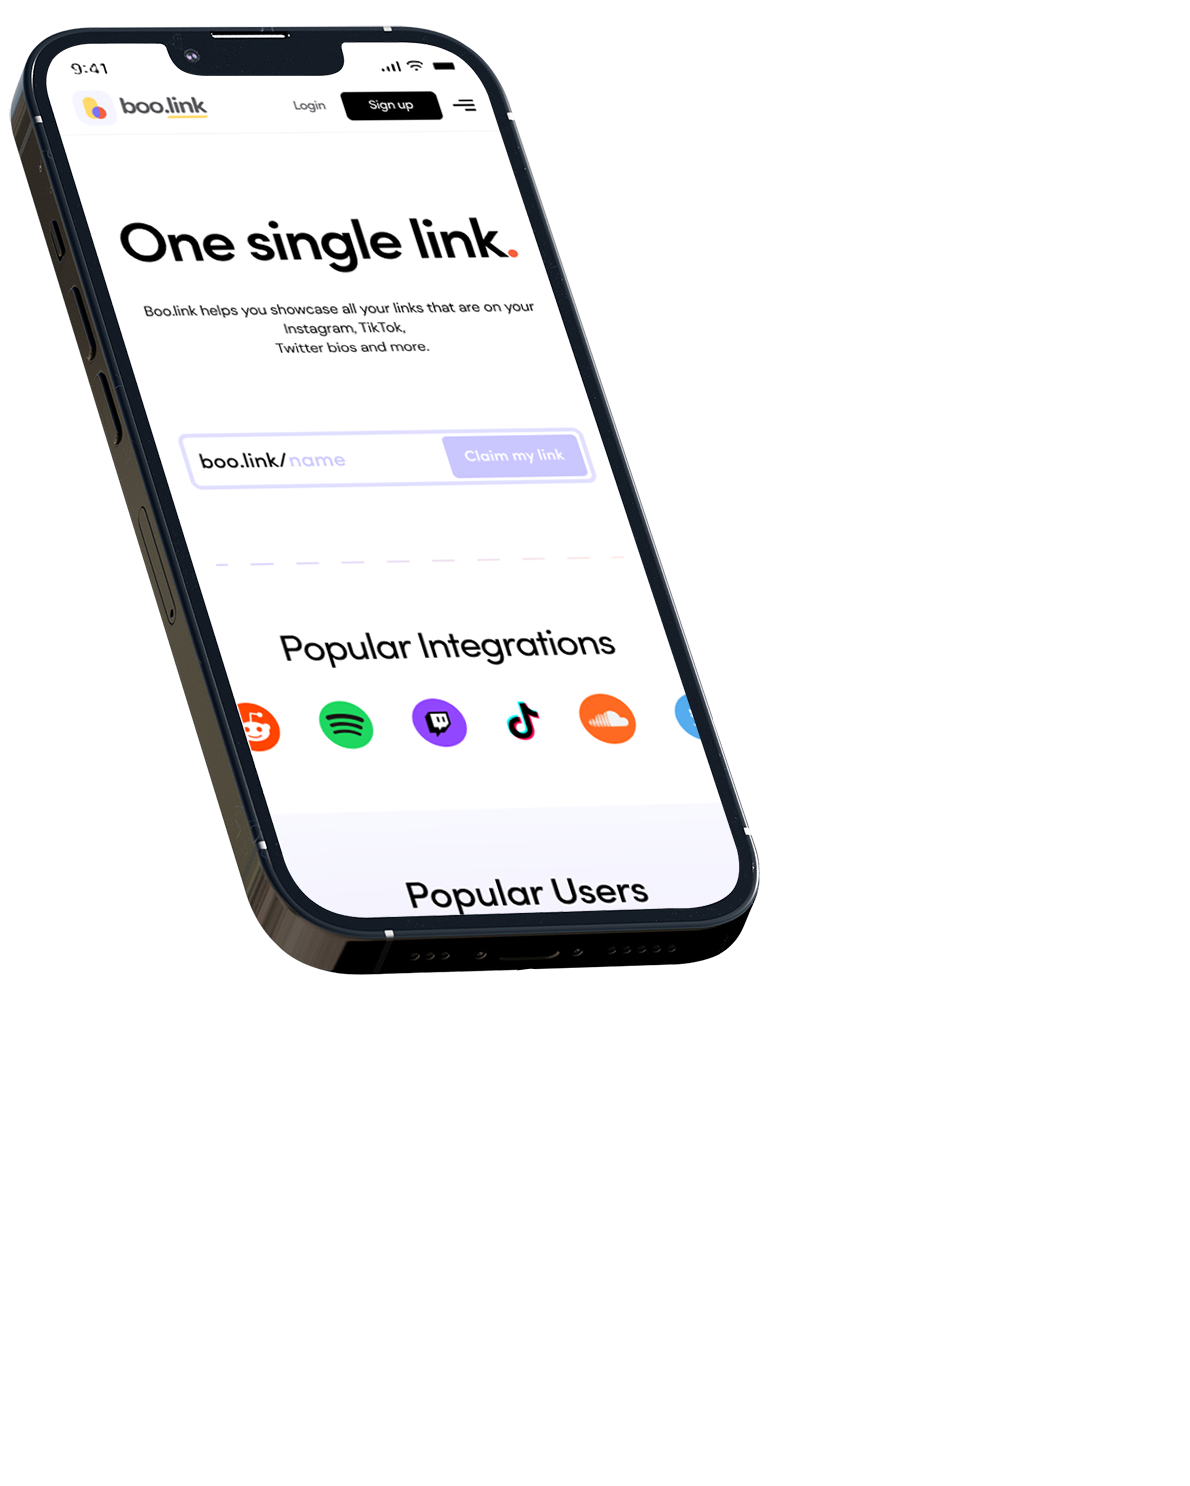 9:41
boo.link
Login
Sign up
One single link.
Boo.link helps you showcase all your links that are on your
Instagram, TikTok,
Twitter bios and more.
boo.link/name
Claim my link
Popular Integrations
Popular Users